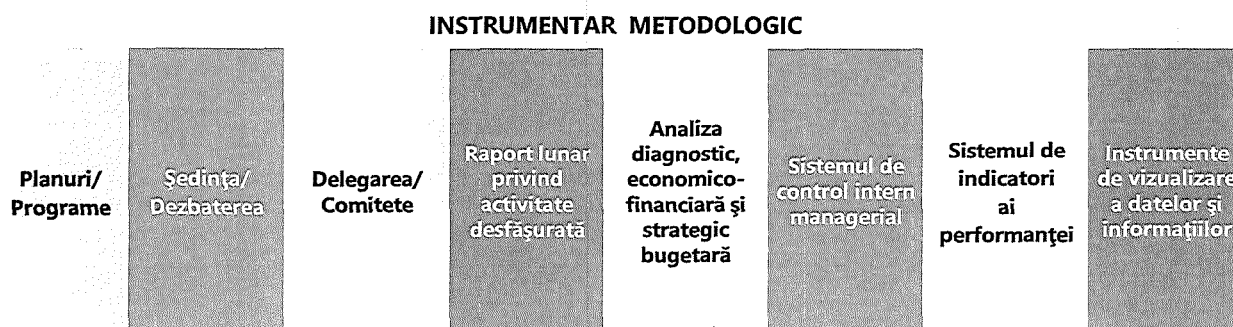 INSTRUMENTAR METODOLOGIC
Planuri/
Programe
Şedinţa/
Dezbaterea
Delegarea/
Comitete
Raport lunar
privind
activitate
desfăşurată
Analiza
diagnostic,
economico-
financiară şi
strategic
bugetară
Sistemul de
control intern
managerial
Sistemul de
indicatori
ai
performanţei
Instrumente
de vizualizare
a datelor şi
informaţiilor